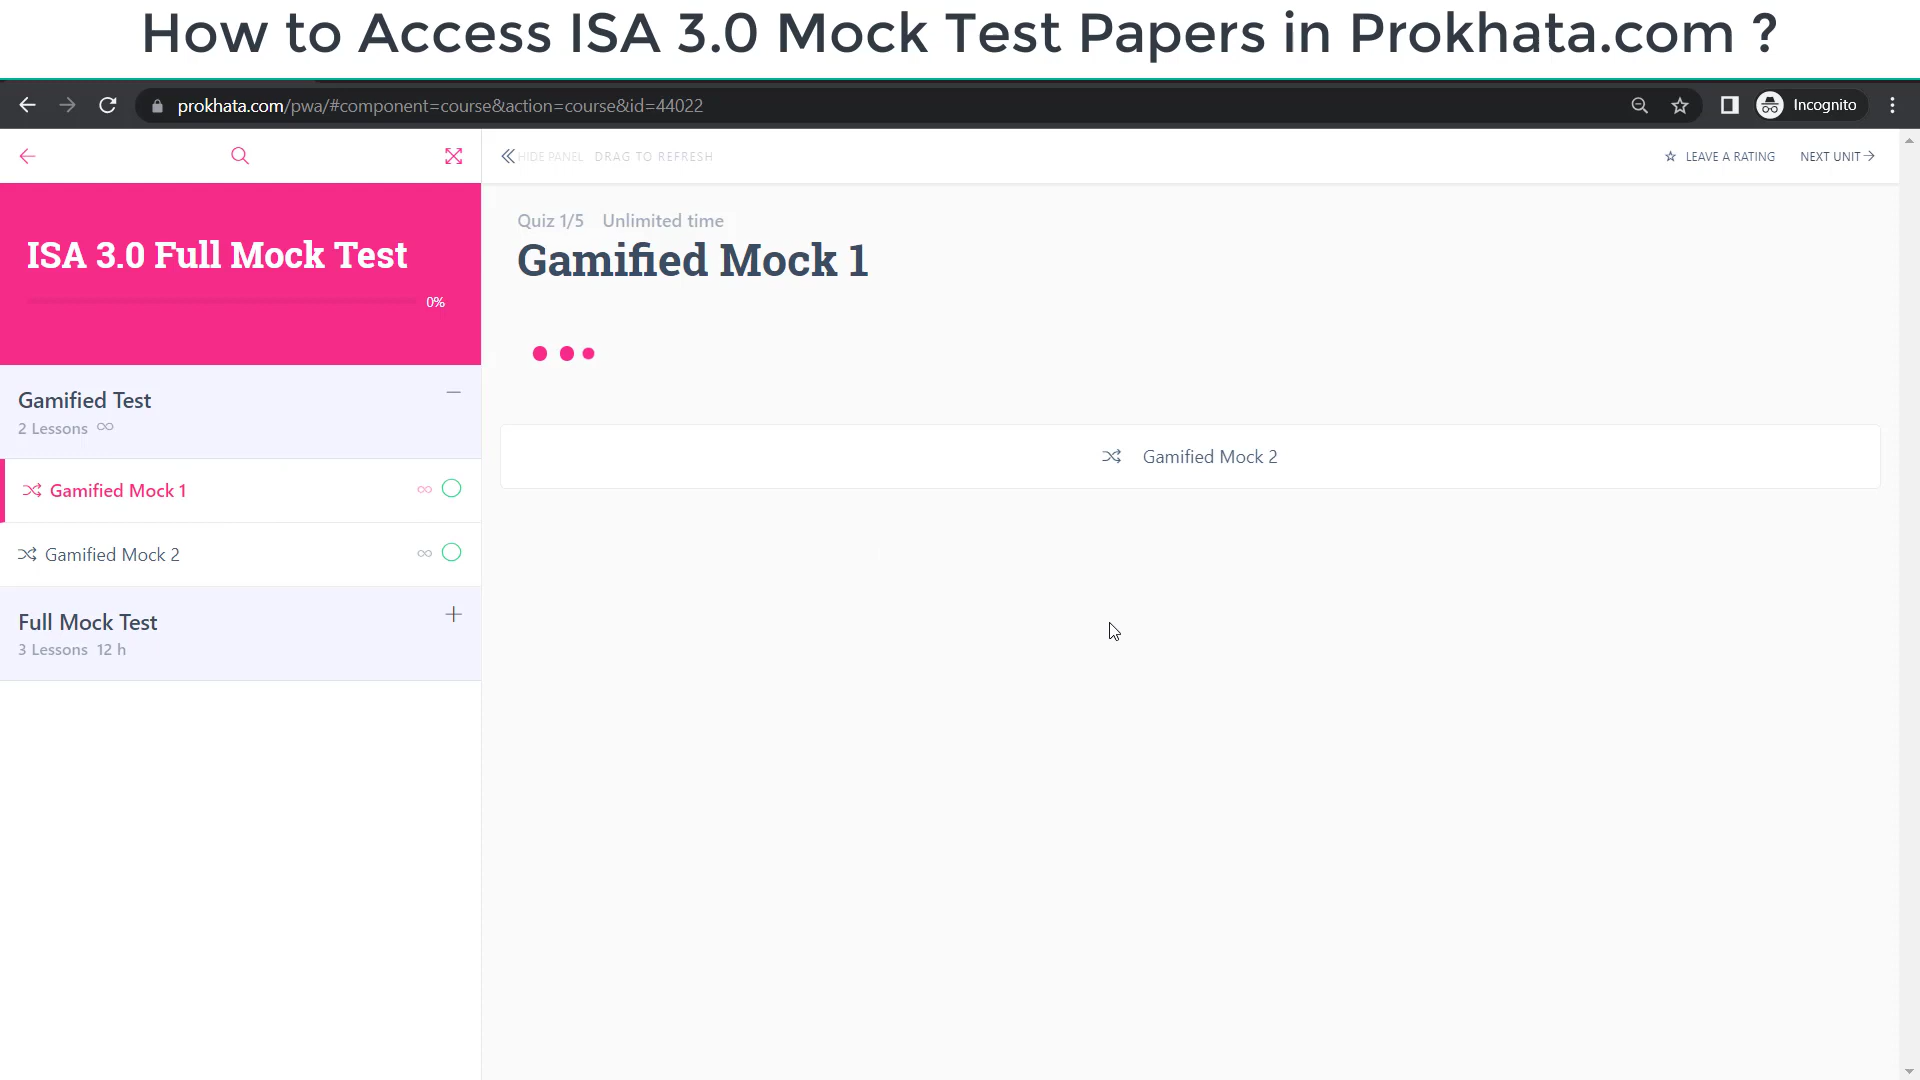 How to Access ISA 3.0 Mock Test Papers in Prokhata.com ?
prokhata.com/pwa/#component=course&action=course&id=44022
Incognito
HIDE PANEL DRAG TO REFRESH
LEAVE A RATING
NEXT UNIT
ISA 3.0 Full Mock Test
0%
Gamified Test
2 Lessons
Gamified Mock 1
Gamified Mock 2
Full Mock Test
3 Lessons 12 h
Quiz 1/5 Unlimited time
Gamified Mock 1
Gamified Mock 2